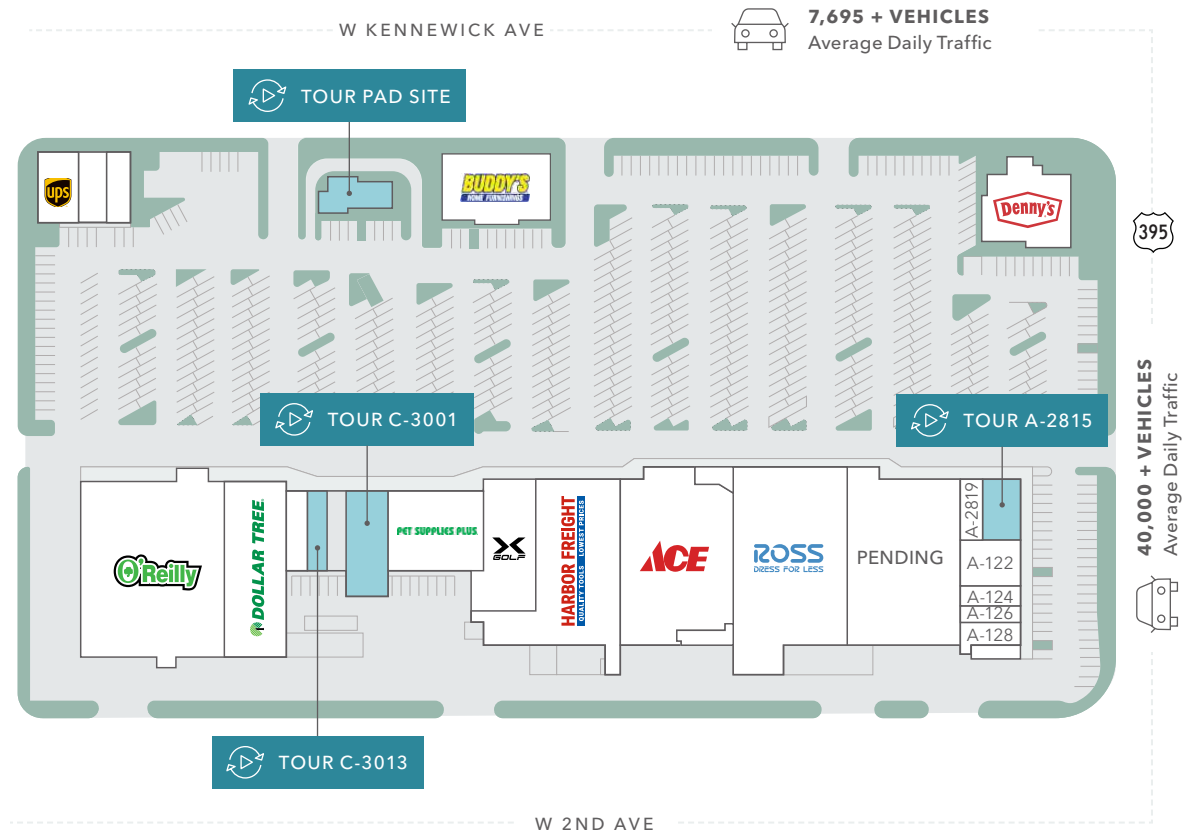 W KENNEWICK AVE
7,695 + VEHICLES
Average Daily Traffic
TOUR PAD SITE
ups
BUDDY'S
HOME FURNISHINGS
Denny's
395
40,000 + VEHICLES
Average Daily Traffic
TOUR C-3001
TOUR A-2815
O'Reilly
DOLLAR TREE
PET SUPPLIES PLUS
X
GOLF
HARBOR FREIGHT
QUALITY TOOLS LOWEST PRICES
ACE
ROSS
DRESS FOR LESS
PENDING
A-2819
A-122
A-124
A-126
A-128
TOUR C-3013
W 2ND AVE